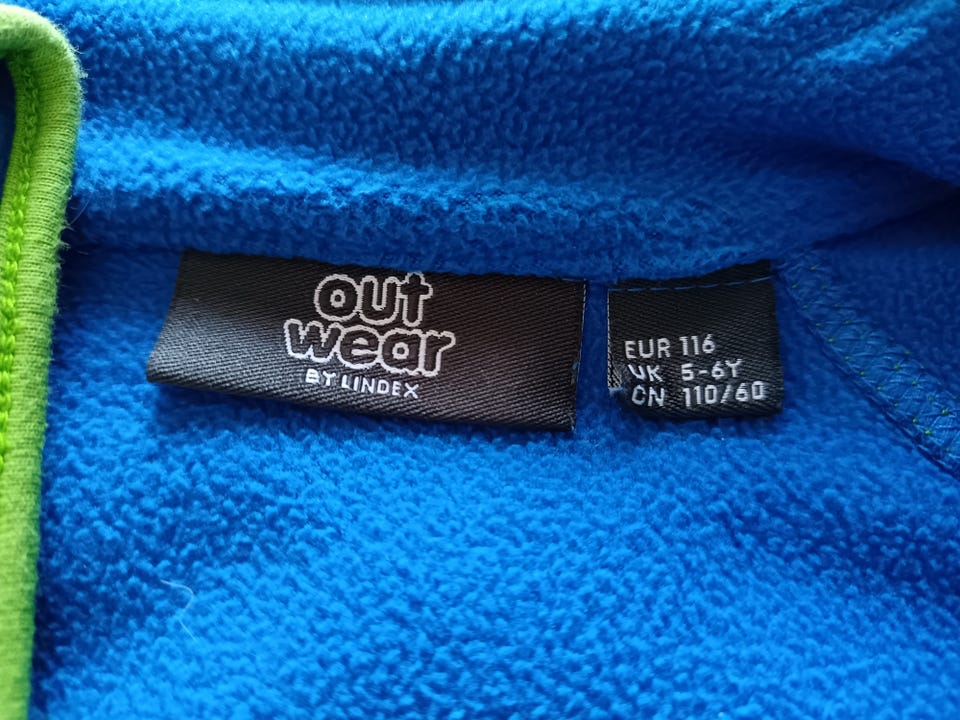 out
wear
BY LINDEX
EUR 116
UK 5-6Y
CN 110/60